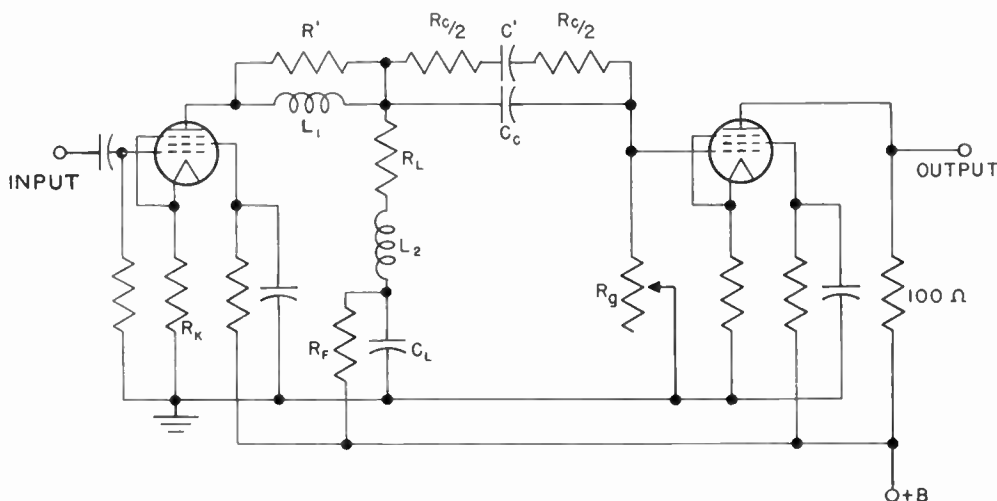 R'
Rc/2
C'
Rc/2
L1
Cc
INPUT
RL
OUTPUT
L2
Rg
100 Ω
RK
RF
CL
+B